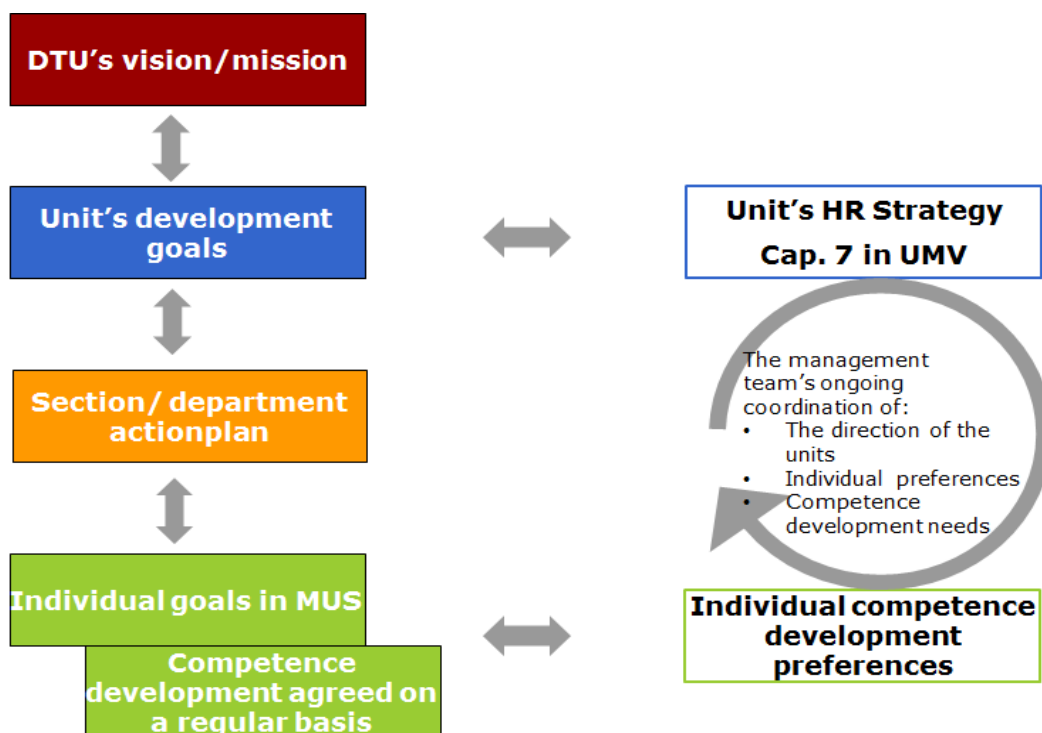 DTU's vision/mission
Unit's development
goals
Unit's HR Strategy
Cap. 7 in UMV
Section/ department
actionplan
The management
team's ongoing
coordination of:
• The direction of the
units
• Individual preferences
• Competence
development needs
Individual goals in MUS
Competence
development agreed on
a regular basis
Individual competence
development
preferences